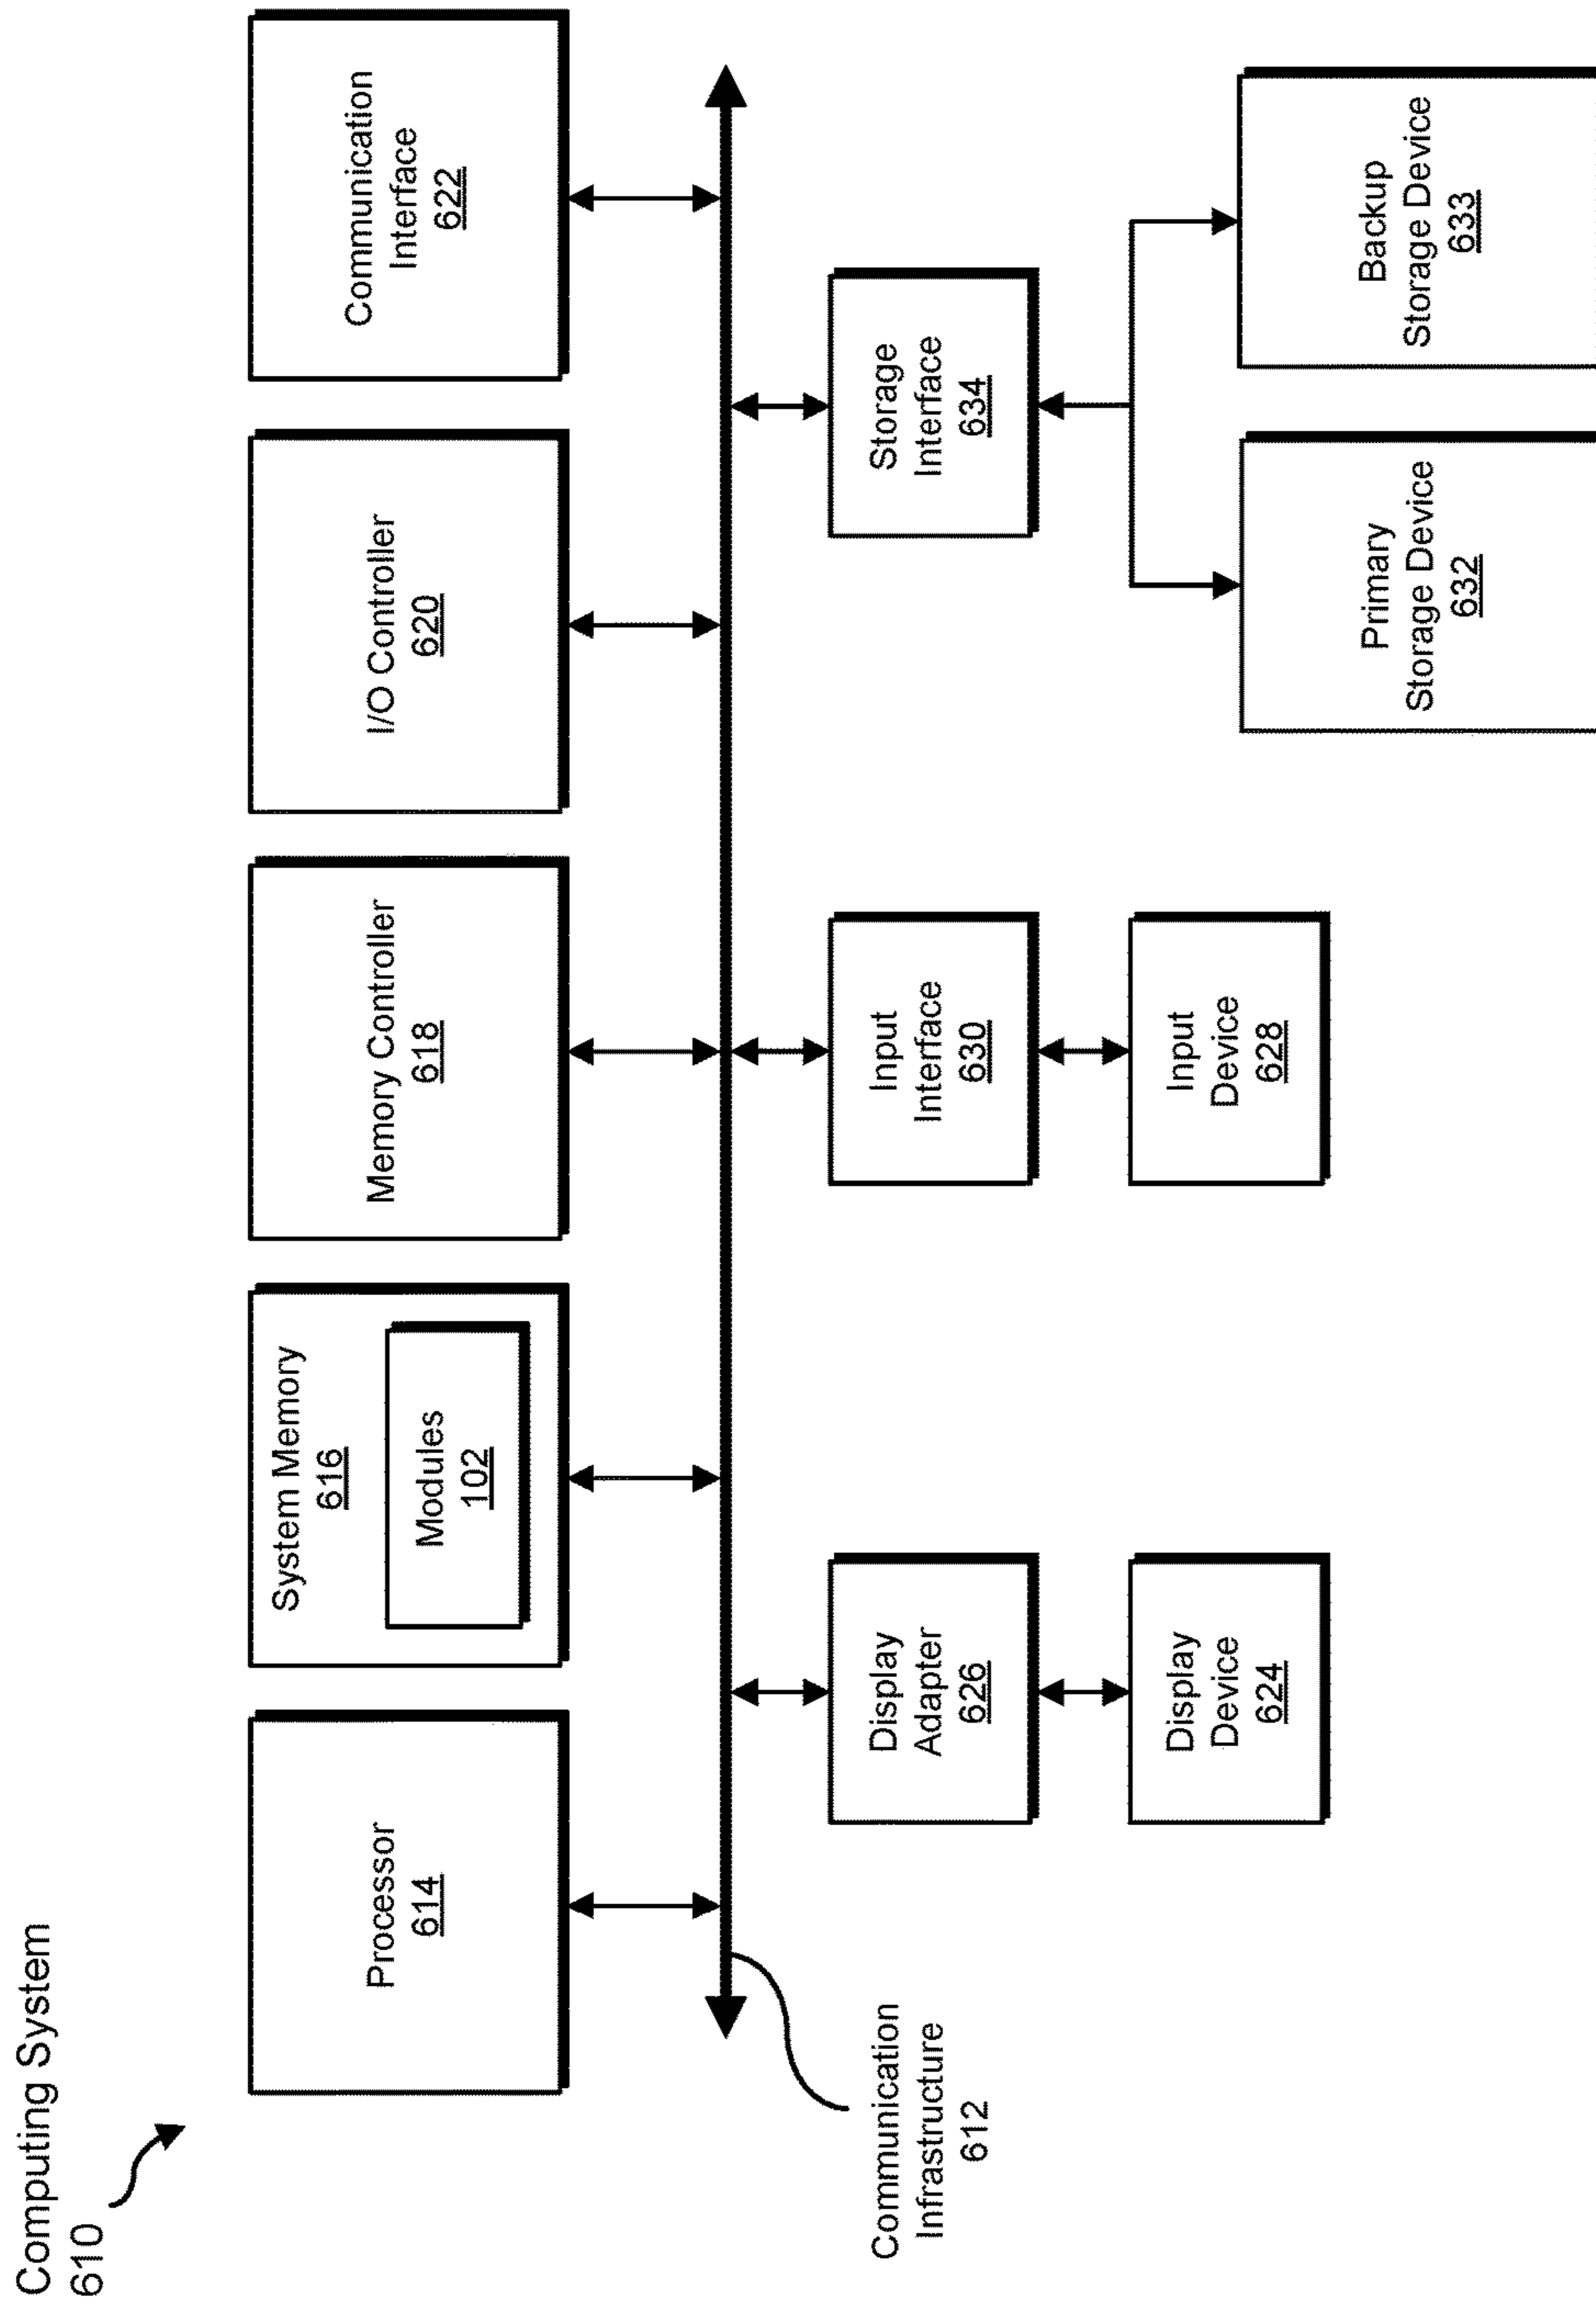 Computing System
610
Processor
614
System Memory
616
Modules
102
Memory Controller
618
I/O Controller
620
Communication
Interface
622
Communication
Infrastructure
612
Display
Adapter
626
Input
Interface
630
Storage
Interface
634
Display
Device
624
Input
Device
628
Primary
Storage Device
632
Backup
Storage Device
633